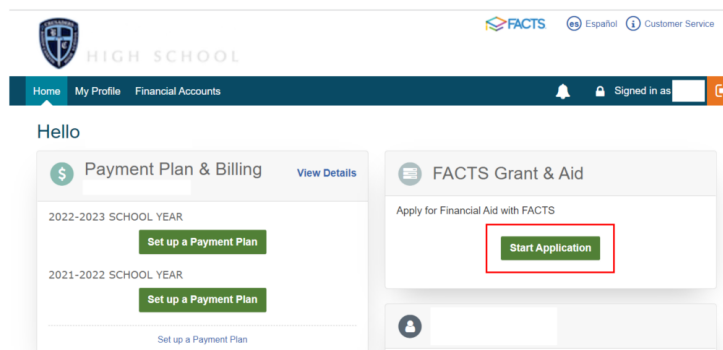 FACTS
es Español
i Customer Service
HIGH SCHOOL
Home My Profile Financial Accounts
Signed in as
Hello
$ Payment Plan & Billing View Details
2022-2023 SCHOOL YEAR
Set up a Payment Plan
2021-2022 SCHOOL YEAR
Set up a Payment Plan
Set up a Payment Plan
FACTS Grant & Aid
Apply for Financial Aid with FACTS
Start Application